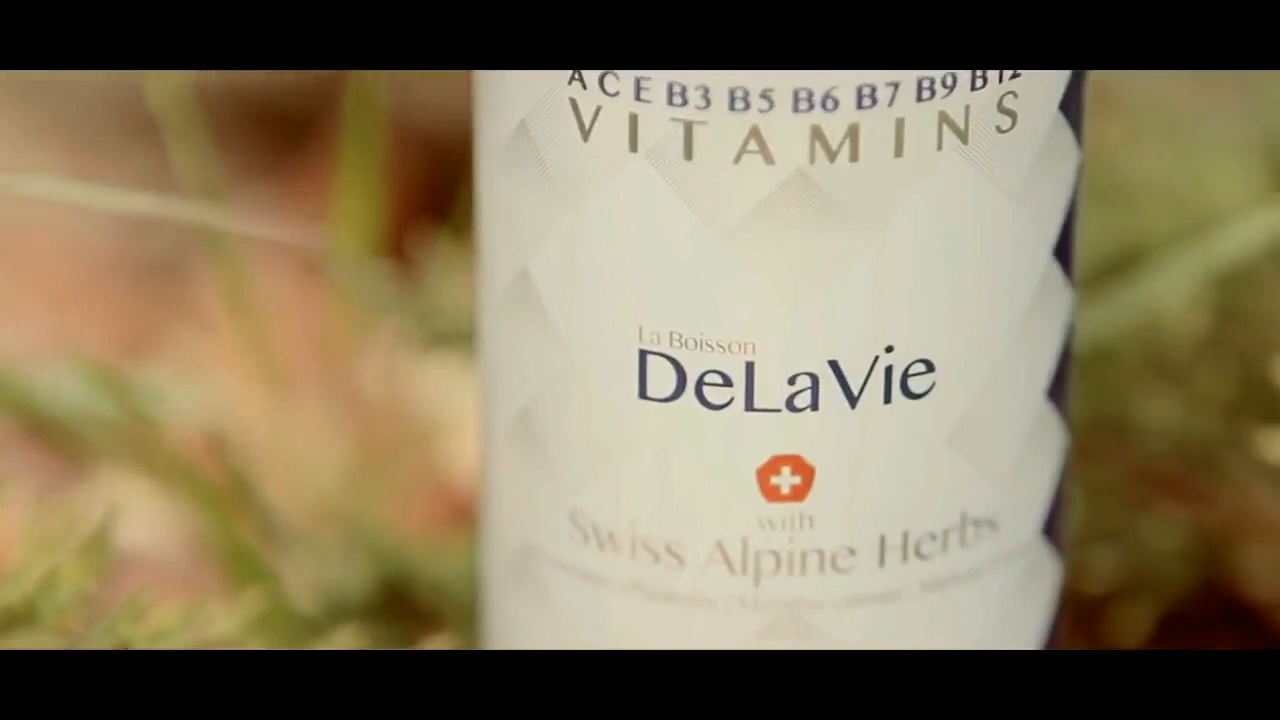 A C E B3 B5 B6 B7 B9 B12
VITAMINS
La Boisson
DeLaVie
with
Swiss Alpine Herbs